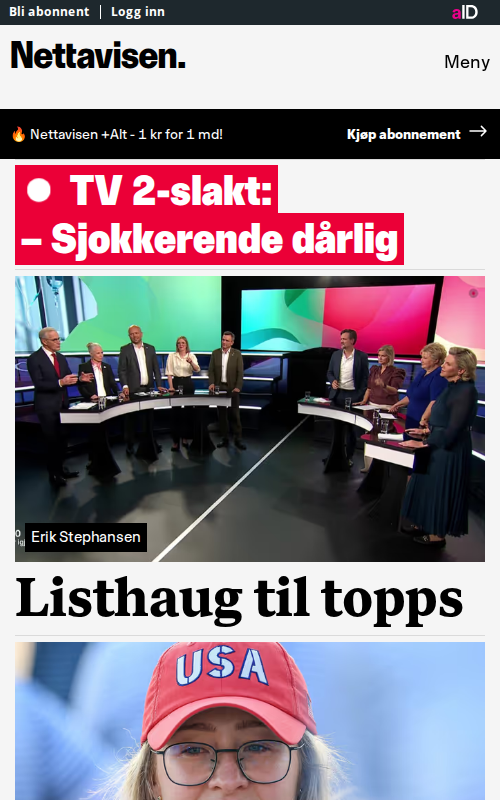 Bli abonnent | Logg inn
aID
Nettavisen.
Meny
🔥 Nettavisen +Alt - 1 kr for 1 md!
Kjøp abonnement →
TV 2-slakt:
– Sjokkerende dårlig
Erik Stephansen
Listhaug til topps
USA